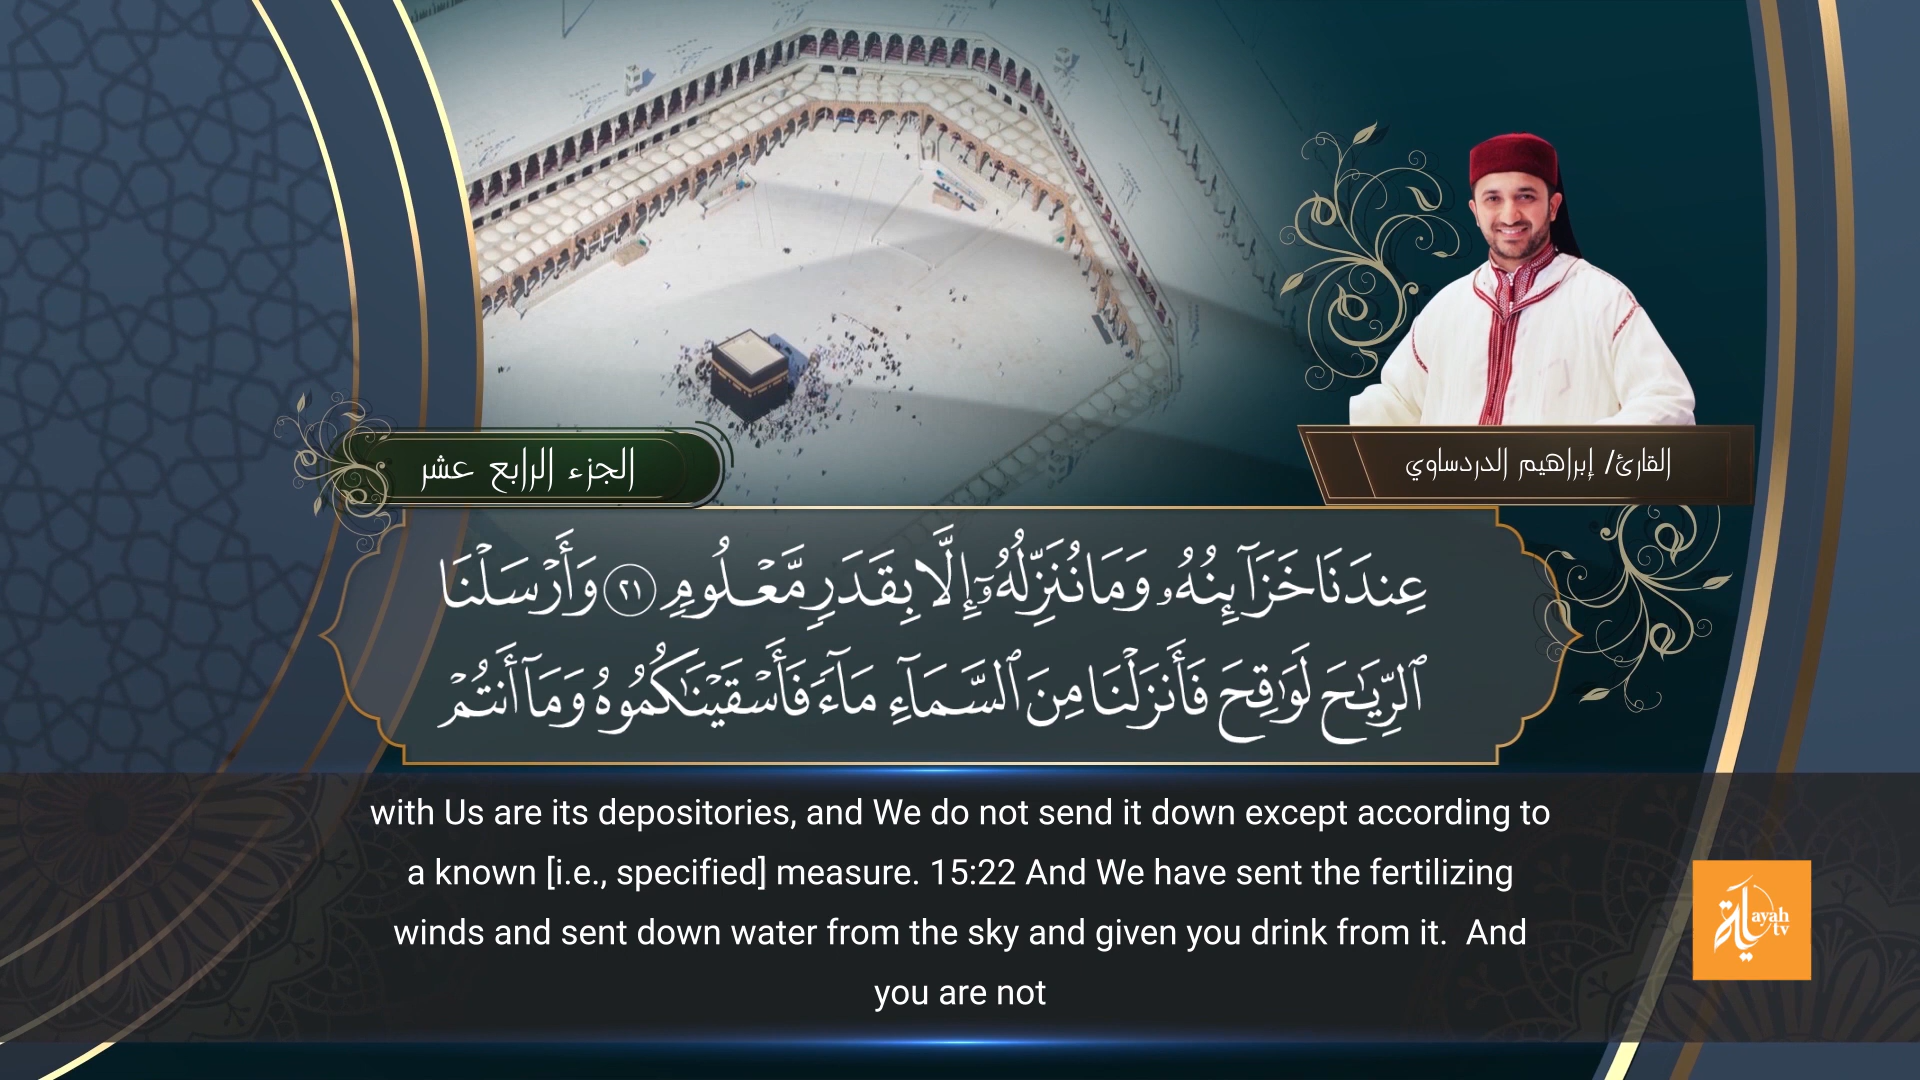 الجزء الرابع عشر
القارئ/ إبراهيم الدردساوي
عِندَنَا خَزَآئِنُهُۥ وَمَا نُنَزِّلُهُۥٓ إِلَّا بِقَدَرٍ مَّعْلُومٍ ٢١ وَأَرْسَلْنَا
ٱلرِّيَٰحَ لَوَٰقِحَ فَأَنزَلْنَا مِنَ ٱلسَّمَآءِ مَآءً فَأَسْقَيْنَٰكُمُوهُ وَمَآ أَنتُمْ
with Us are its depositories, and We do not send it down except according to
a known [i.e., specified] measure. 15:22 And We have sent the fertilizing
winds and sent down water from the sky and given you drink from it.  And
you are not
آية
ayah
tv